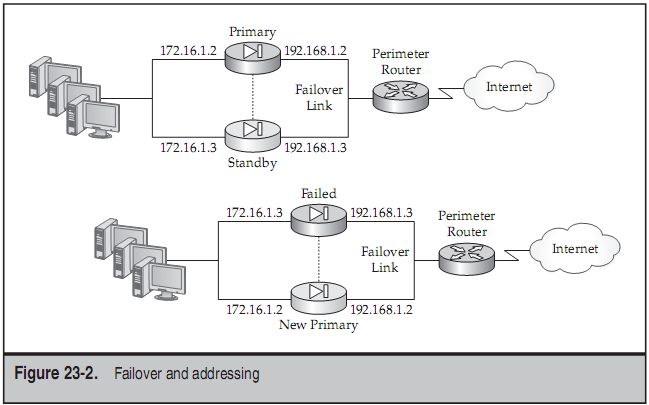 Primary
172.16.1.2 192.168.1.2
Perimeter
Router
Internet
Failover
Link
172.16.1.3 192.168.1.3
Standby
Failed
172.16.1.3 192.168.1.3
Perimeter
Router
Internet
Failover
Link
172.16.1.2 192.168.1.2
New Primary
Figure 23-2. Failover and addressing